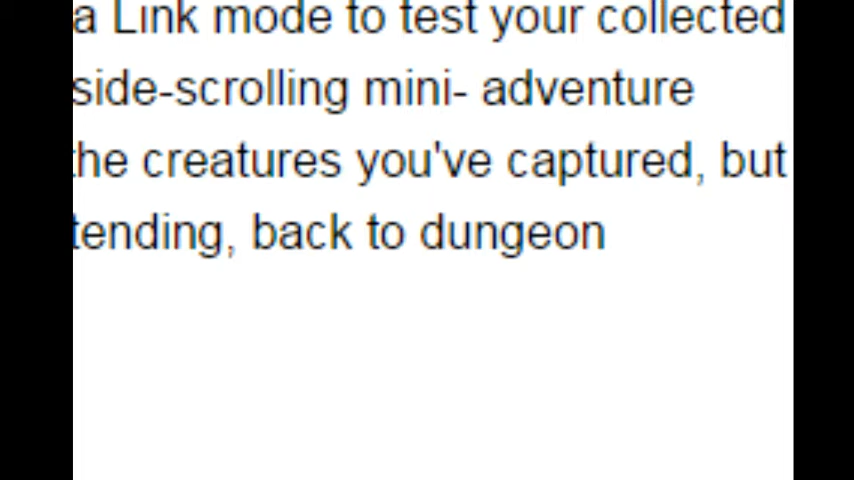 a Link mode to test your collected
side-scrolling mini- adventure
the creatures you've captured, but
tending, back to dungeon